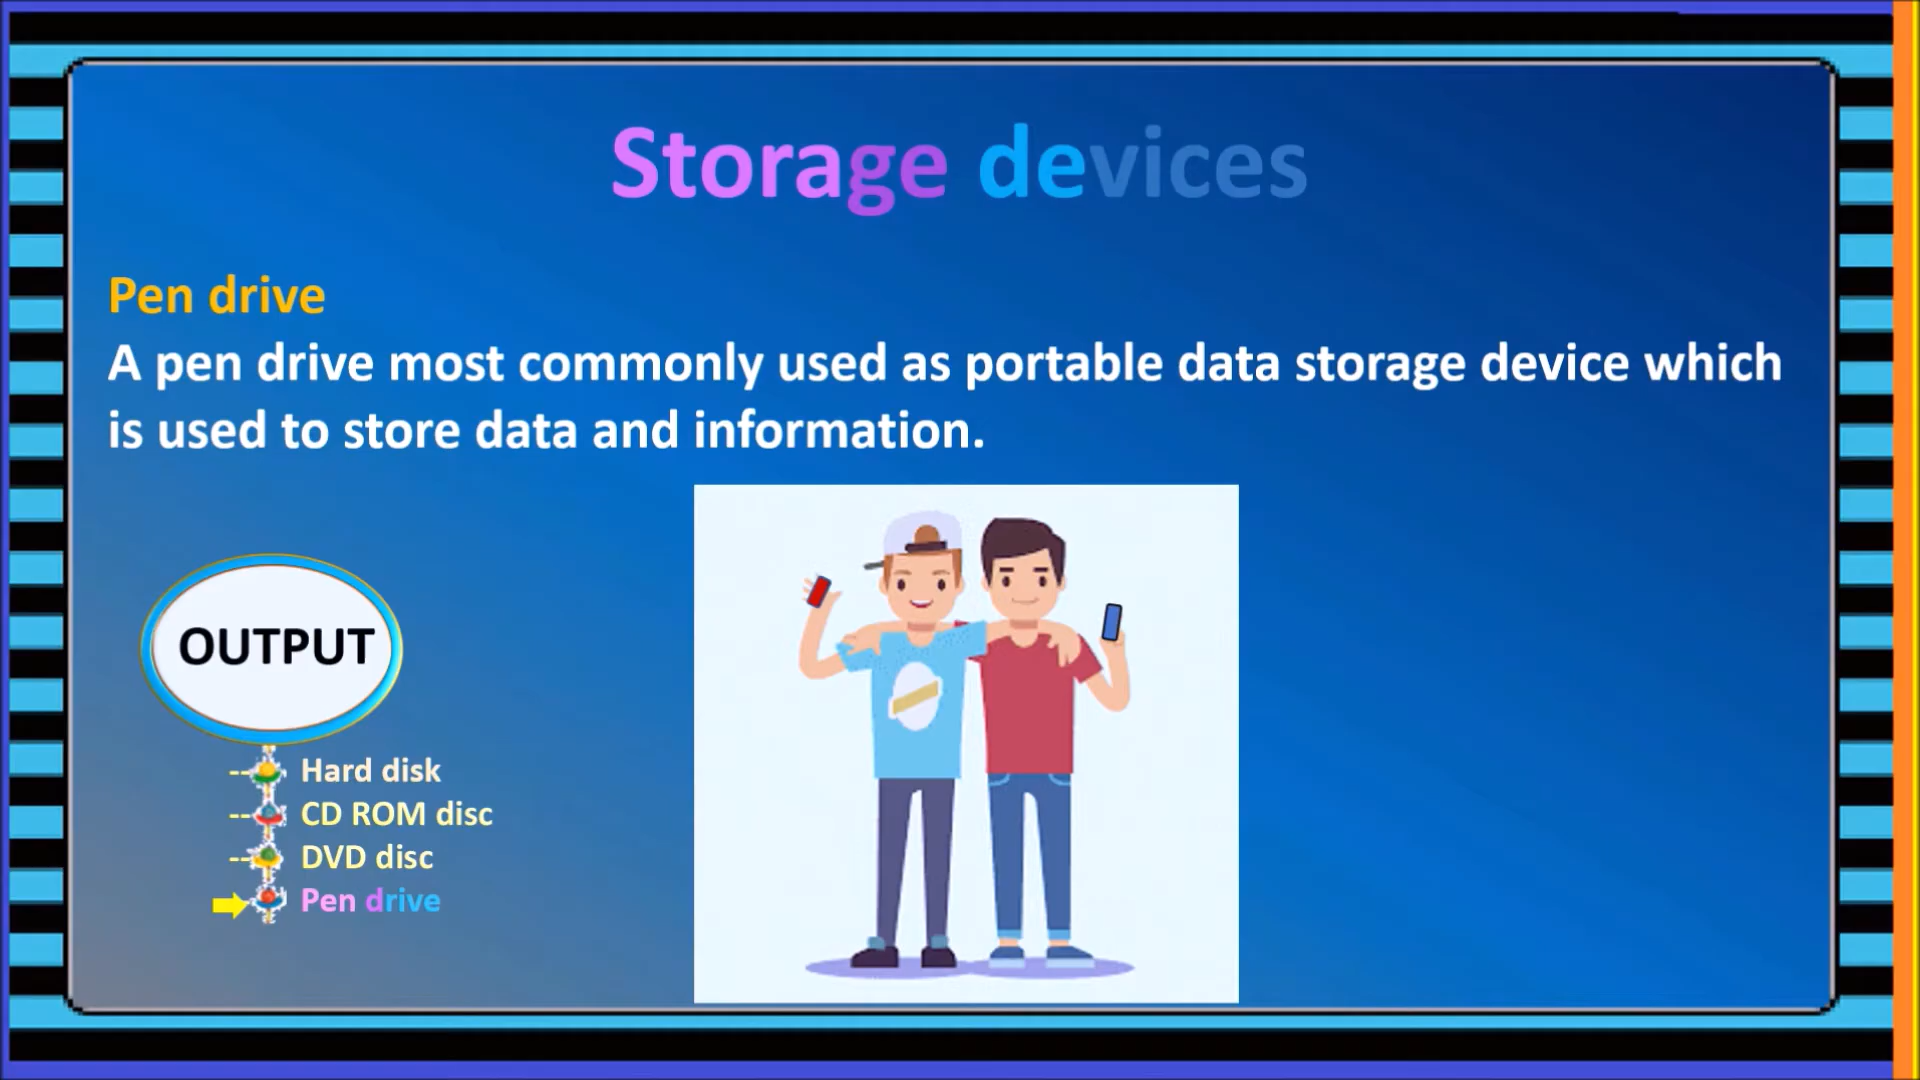 Storage devices
Pen drive
A pen drive most commonly used as portable data storage device which
is used to store data and information.
OUTPUT
-- Hard disk
-- CD ROM disc
-- DVD disc
Pen drive